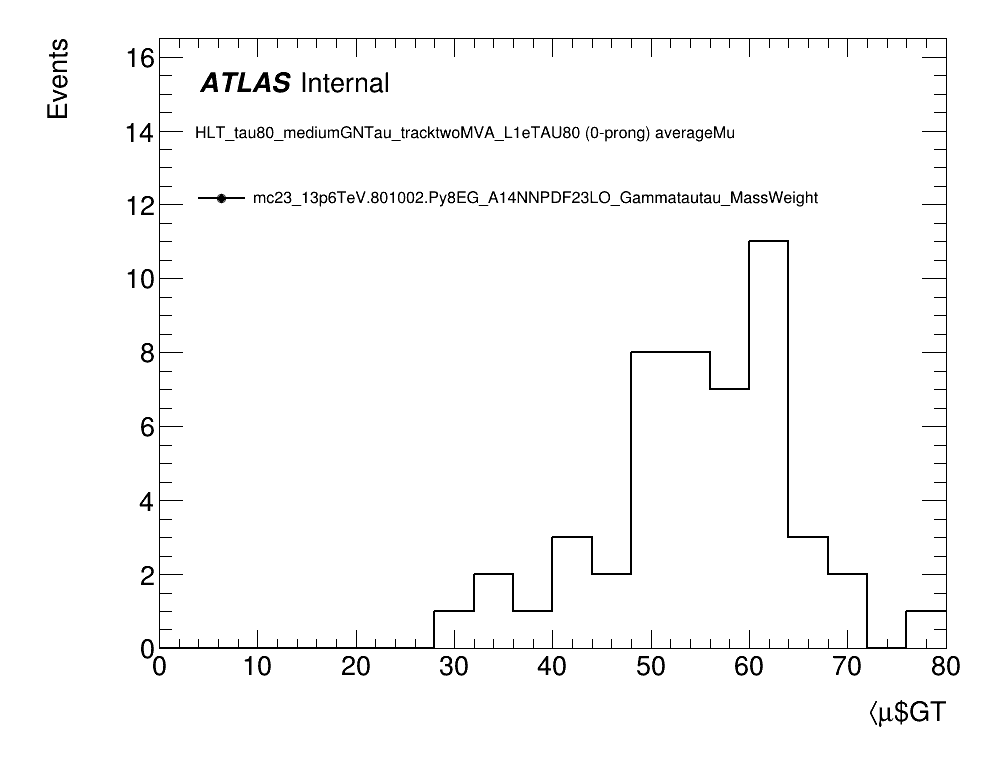 Events
16
ATLAS Internal
14
HLT_tau80_mediumGNTau_tracktwoMVA_L1eTAU80 (0-prong) averageMu
12
mc23_13p6TeV.801002.Py8EG_A14NNPDF23LO_Gammatautau_MassWeight
10
8
6
4
2
0
0 10 20 30 40 50 60 70 80
⟨μ$GT